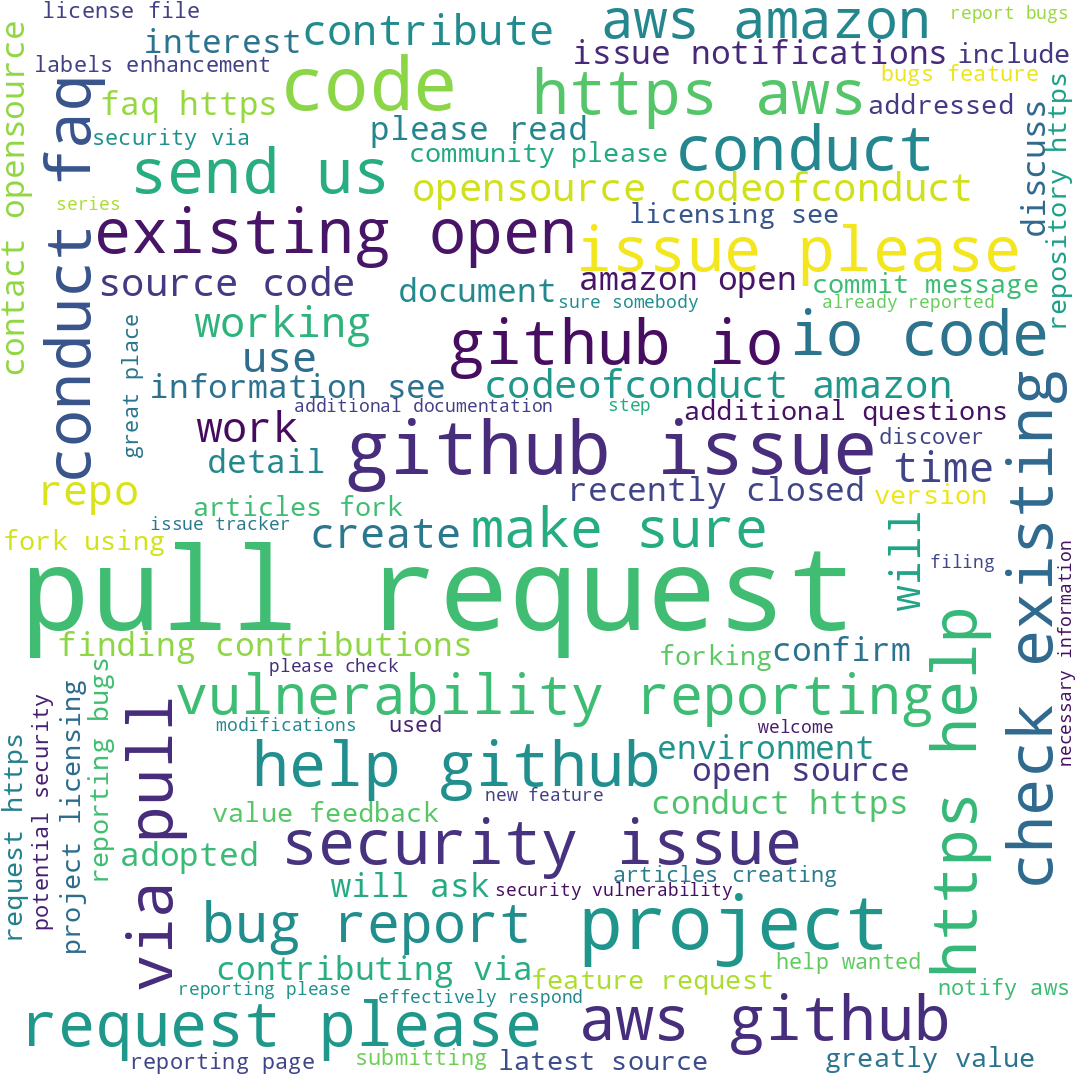 license file
contribute
aws amazon
report bugs
interest
issue notifications
include
labels enhancement
code
https aws
bugs feature
faq https
addressed
contact opensource
conduct faq
security via
please read
conduct
discuss
repository https
send us
community please
opensource codeofconduct
series
existing open
licensing see
issue please
source code
document
amazon open
commit message
sure somebody
already reported
working
github io
io code
great place
use
information see
codeofconduct amazon
additional documentation
step
additional questions
work
github issue
discover
detail
time
check existing
repo
recently closed
version
articles fork
issue tracker
create
make sure
will
fork using
pull request
filing
necessary information
finding contributions
forking
confirm
https help
please check
reporting bugs
vulnerability reporting
project licensing
potential security
via pull
modifications
used
welcome
request https
help github
environment
open source
new feature
value feedback
conduct https
security issue
adopted
will ask
articles creating
security vulnerability
bug report
project
contributing via
help wanted
feature request
reporting please
effectively respond
notify aws
request please
aws github
reporting page
submitting
latest source
greatly value